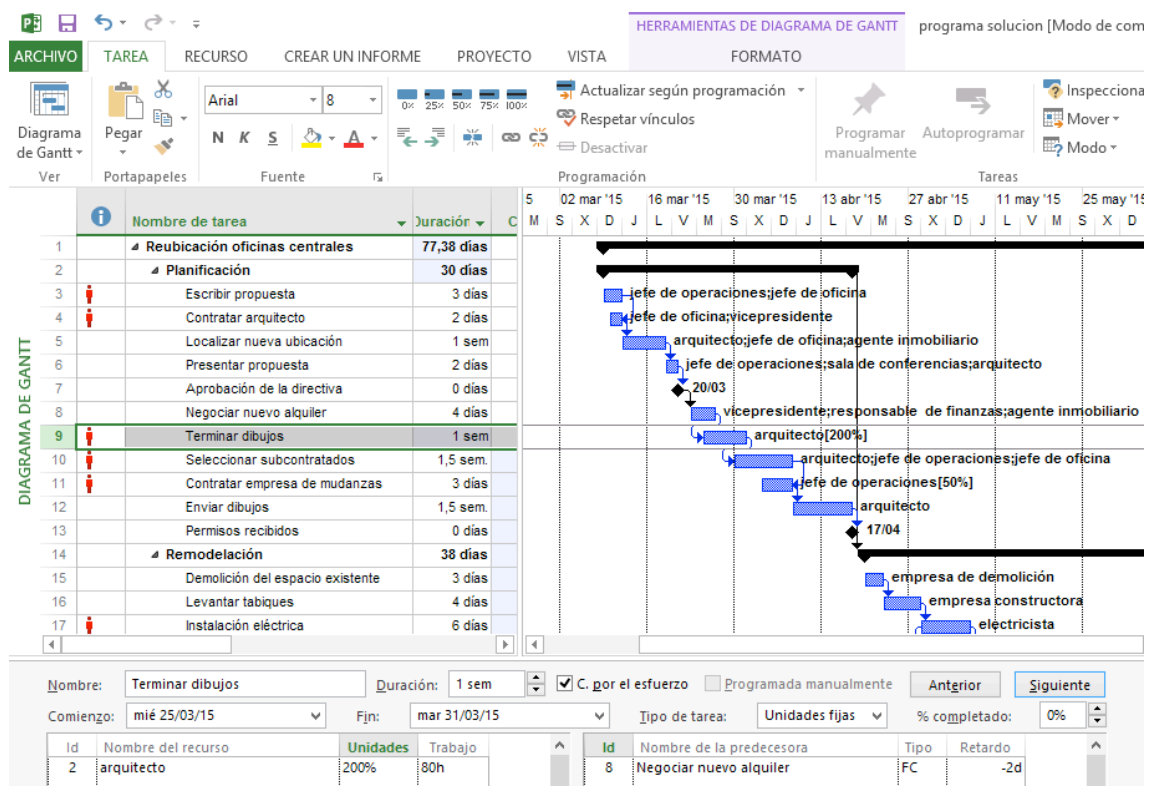 HERRAMIENTAS DE DIAGRAMA DE GANTT programa solucion [Modo de com
ARCHIVO TAREA RECURSO CREAR UN INFORME PROYECTO VISTA FORMATO
Diagrama de Gantt
Ver
Pegar
Portapapeles
Arial 8
N K S A
Fuente
0% 25% 50% 75% 100%
Actualizar según programación
Respetar vínculos
Desactivar
Programación
Programar manualmente
Autoprogramar
Inspecciona
Mover
Modo
Tareas
DIAGRAMA DE GANTT
Nombre de tarea Duración C
5 02 mar '15 16 mar '15 30 mar '15 13 abr '15 27 abr '15 11 may '15 25 may '15
M S X D J L V M S X D J L V M S X D J L V M S X D
1 Reubicación oficinas centrales 77,38 días
2 Planificación 30 días
3 Escribir propuesta 3 días jefe de operaciones;jefe de oficina
4 Contratar arquitecto 2 días jefe de oficina;vicepresidente
5 Localizar nueva ubicación 1 sem arquitecto;jefe de oficina;agente inmobiliario
6 Presentar propuesta 2 días jefe de operaciones;sala de conferencias;arquitecto
7 Aprobación de la directiva 0 días 20/03
8 Negociar nuevo alquiler 4 días vicepresidente;responsable de finanzas;agente inmobiliario
9 Terminar dibujos 1 sem arquitecto[200%]
10 Seleccionar subcontratados 1,5 sem. arquitecto;jefe de operaciones;jefe de oficina
11 Contratar empresa de mudanzas 3 días jefe de operaciones[50%]
12 Enviar dibujos 1,5 sem. arquitecto
13 Permisos recibidos 0 días 17/04
14 Remodelación 38 días
15 Demolición del espacio existente 3 días empresa de demolición
16 Levantar tabiques 4 días empresa constructora
17 Instalación eléctrica 6 días electricista
Nombre: Terminar dibujos Duración: 1 sem C. por el esfuerzo Programada manualmente Anterior Siguiente
Comienzo: mié 25/03/15 Fin: mar 31/03/15 Tipo de tarea: Unidades fijas % completado: 0%
Id Nombre del recurso Unidades Trabajo Id Nombre de la predecesora Tipo Retardo
2 arquitecto 200% 80h 8 Negociar nuevo alquiler FC -2d